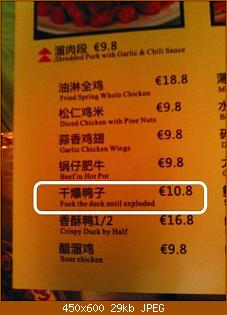 溜肉段 €9.8
Shredded Pork with Garlic & Chili Sauce
油淋全鸡 €18.8
Fried Spring Whole Chicken
松仁鸡米 €9.8
Diced Chicken with Pine Nuts
蒜香鸡翅 €9.8
Garlic Chicken Wings
锅仔肥牛 €9.8
Beef in Hot Pot
干爆鸭子 €10.8
Fuck the duck until exploded
香酥鸭1/2 €16.8
Crispy Duck by Half
醋溜鸡 €9.8
Sour chicken
450x600 29kb JPEG